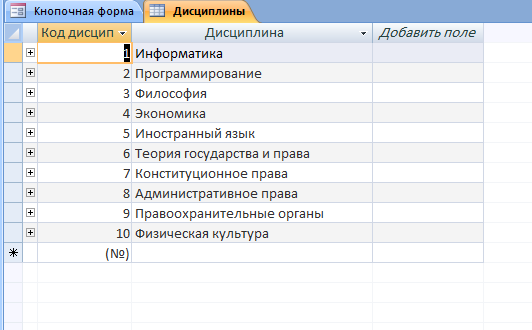 Кнопочная форма Дисциплины
Код дисцип Дисциплина Добавить поле
1 Информатика
2 Программирование
3 Философия
4 Экономика
5 Иностранный язык
6 Теория государства и права
7 Конституционное права
8 Административное права
9 Правоохранительные органы
10 Физическая культура
(№)